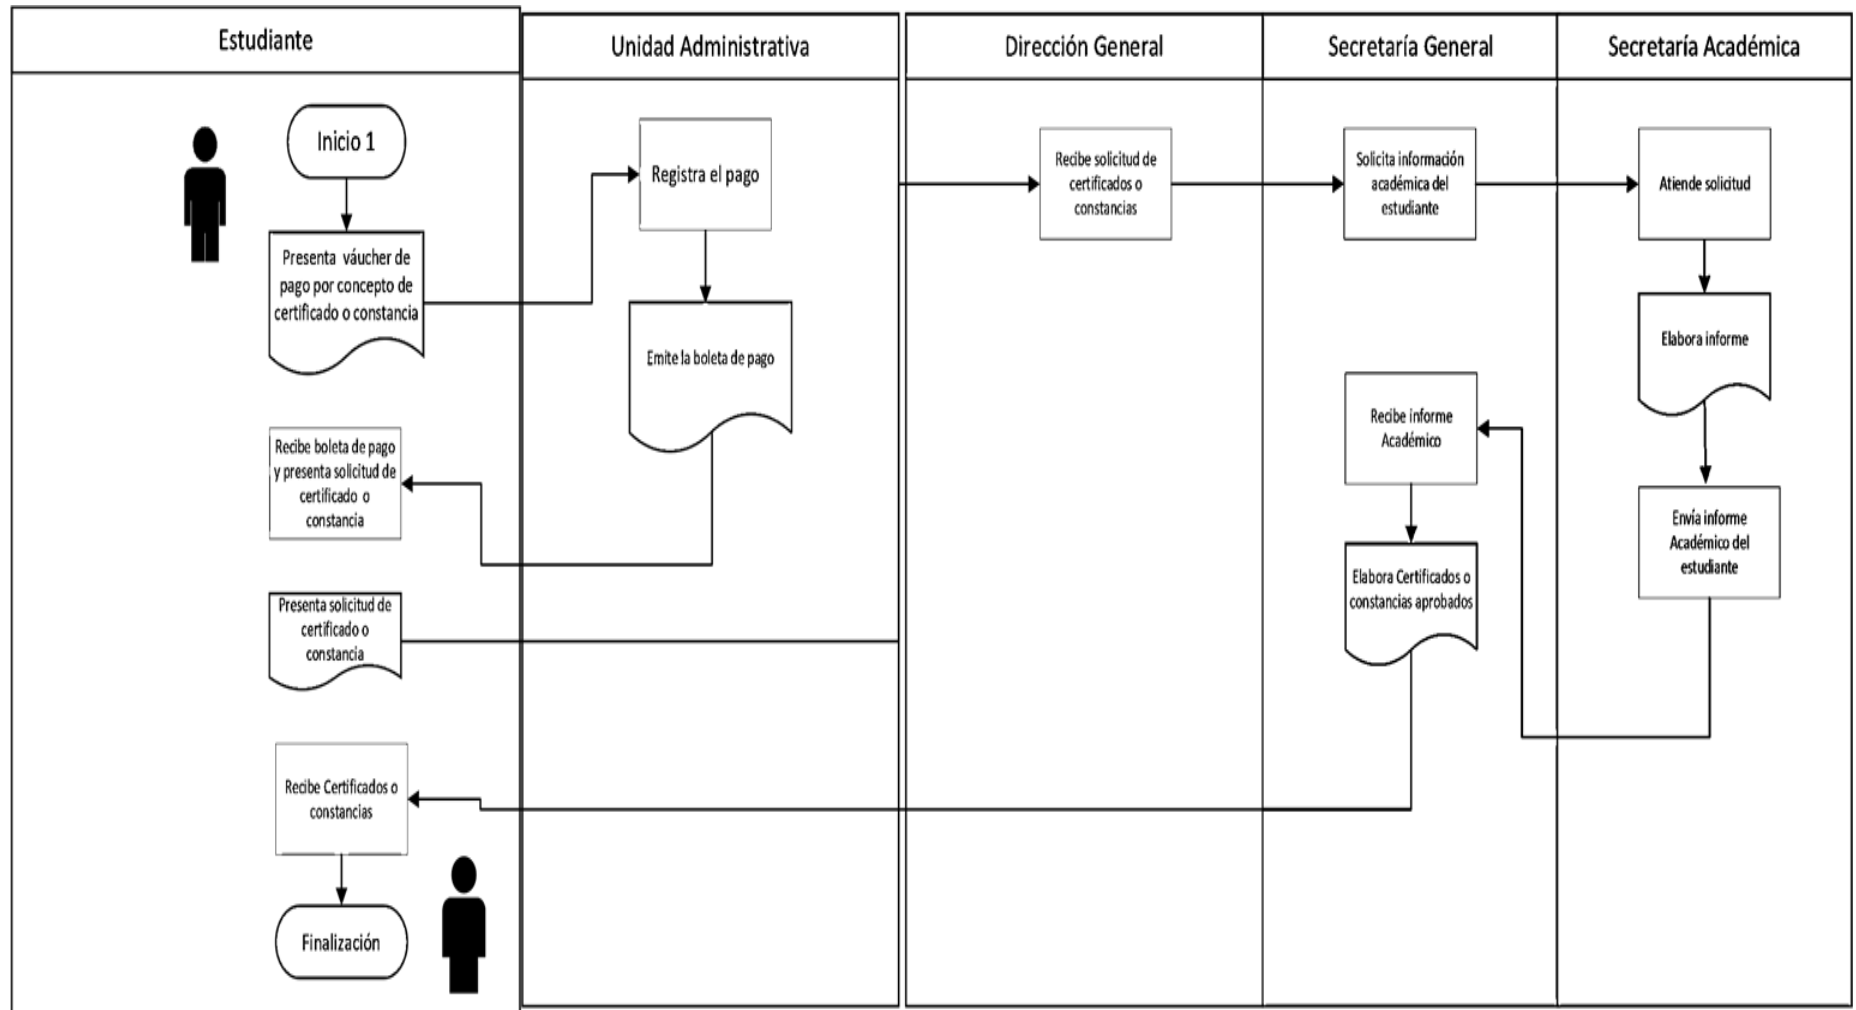 Estudiante
Unidad Administrativa
Dirección General
Secretaría General
Secretaría Académica
Inicio 1
Presenta váucher de
pago por concepto de
certificado o constancia
Recibe boleta de pago
y presenta solicitud de
certificado o
constancia
Presenta solicitud de
certificado o
constancia
Recibe Certificados o
constancias
Finalización
Registra el pago
Emite la boleta de pago
Recibe solicitud de
certificados o
constancias
Solicita información
académica del
estudiante
Recibe informe
Académico
Elabora Certificados o
constancias aprobados
Atiende solicitud
Elabora informe
Envía informe
Académico del
estudiante